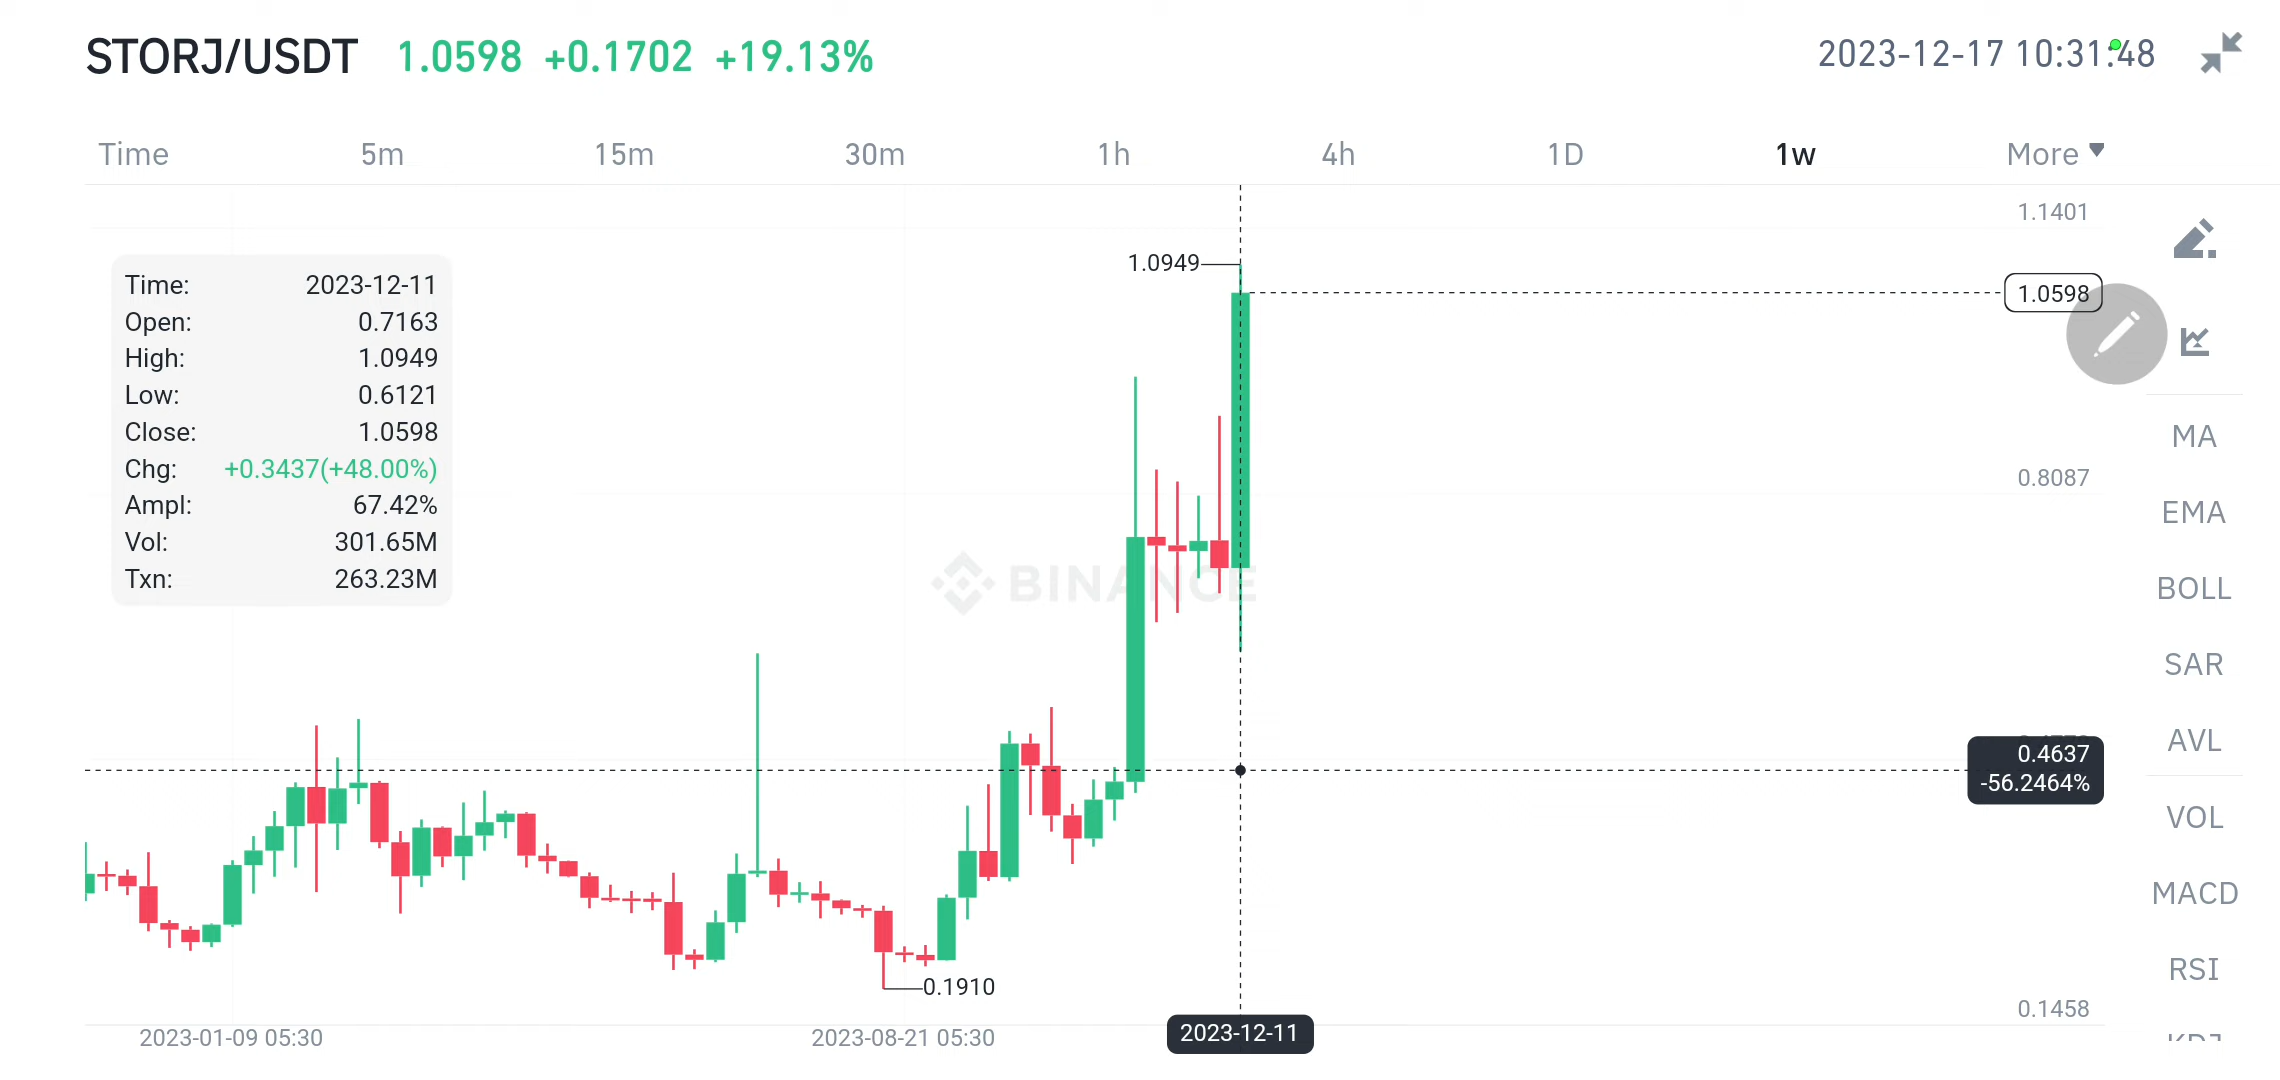 STORJ/USDT 1.0598 +0.1702 +19.13% 2023-12-17 10:31:48
Time 5m 15m 30m 1h 4h 1D 1w More
1.1401
1.0949
Time: 2023-12-11
Open: 0.7163
High: 1.0949
Low: 0.6121
Close: 1.0598
Chg: +0.3437(+48.00%)
Ampl: 67.42%
Vol: 301.65M
Txn: 263.23M
1.0598
0.8087
BINANCE
0.4637
-56.2464%
0.1910
0.1458
2023-01-09 05:30 2023-08-21 05:30 2023-12-11
MA
EMA
BOLL
SAR
AVL
VOL
MACD
RSI